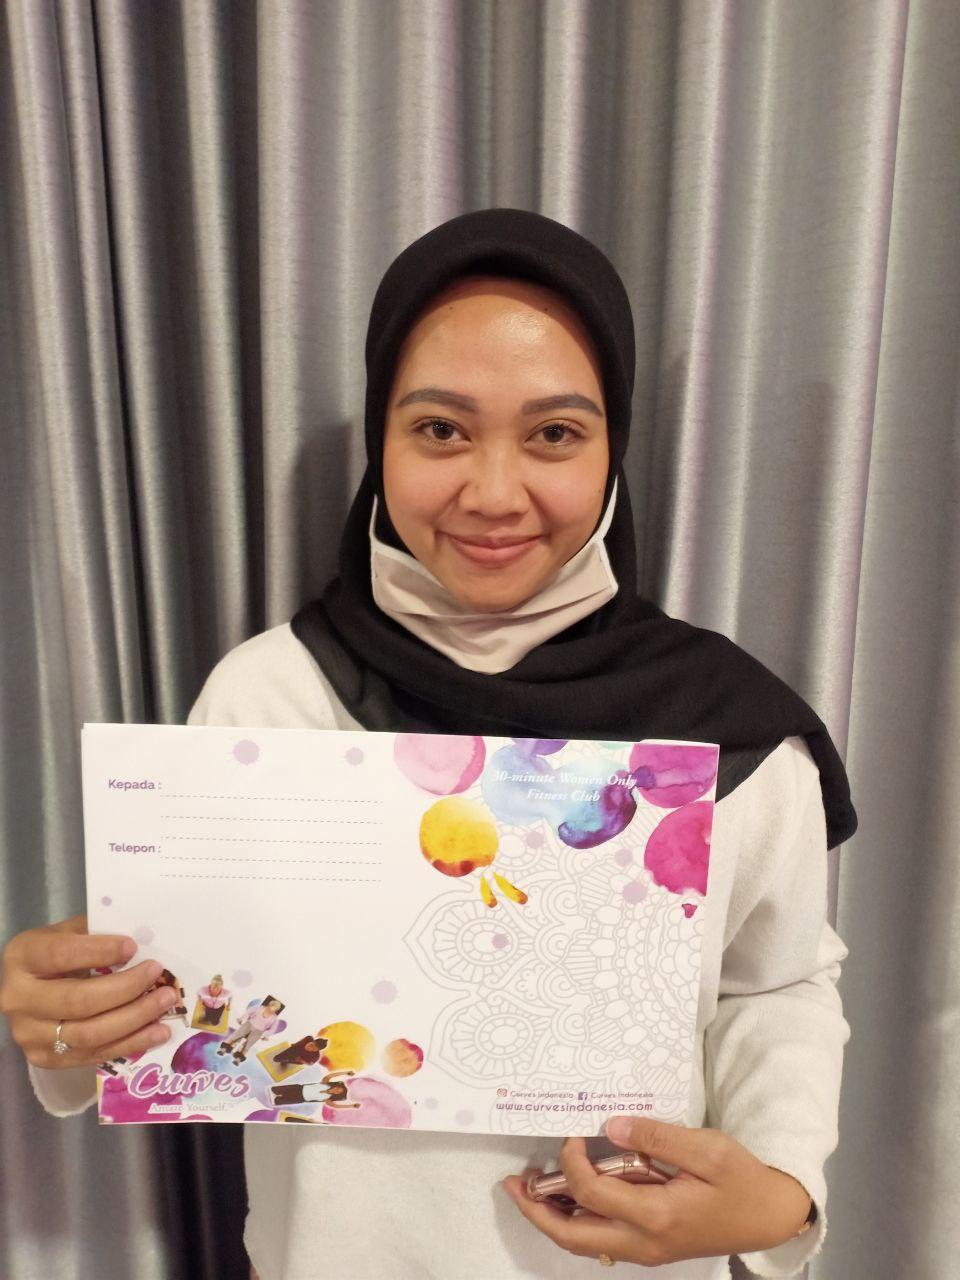 Kepada :
Telepon :
30-minute Women Only
Fitness Club
Curves
Amaze Yourself.
Curves Indonesia Curves Indonesia
www.curvesindonesia.com